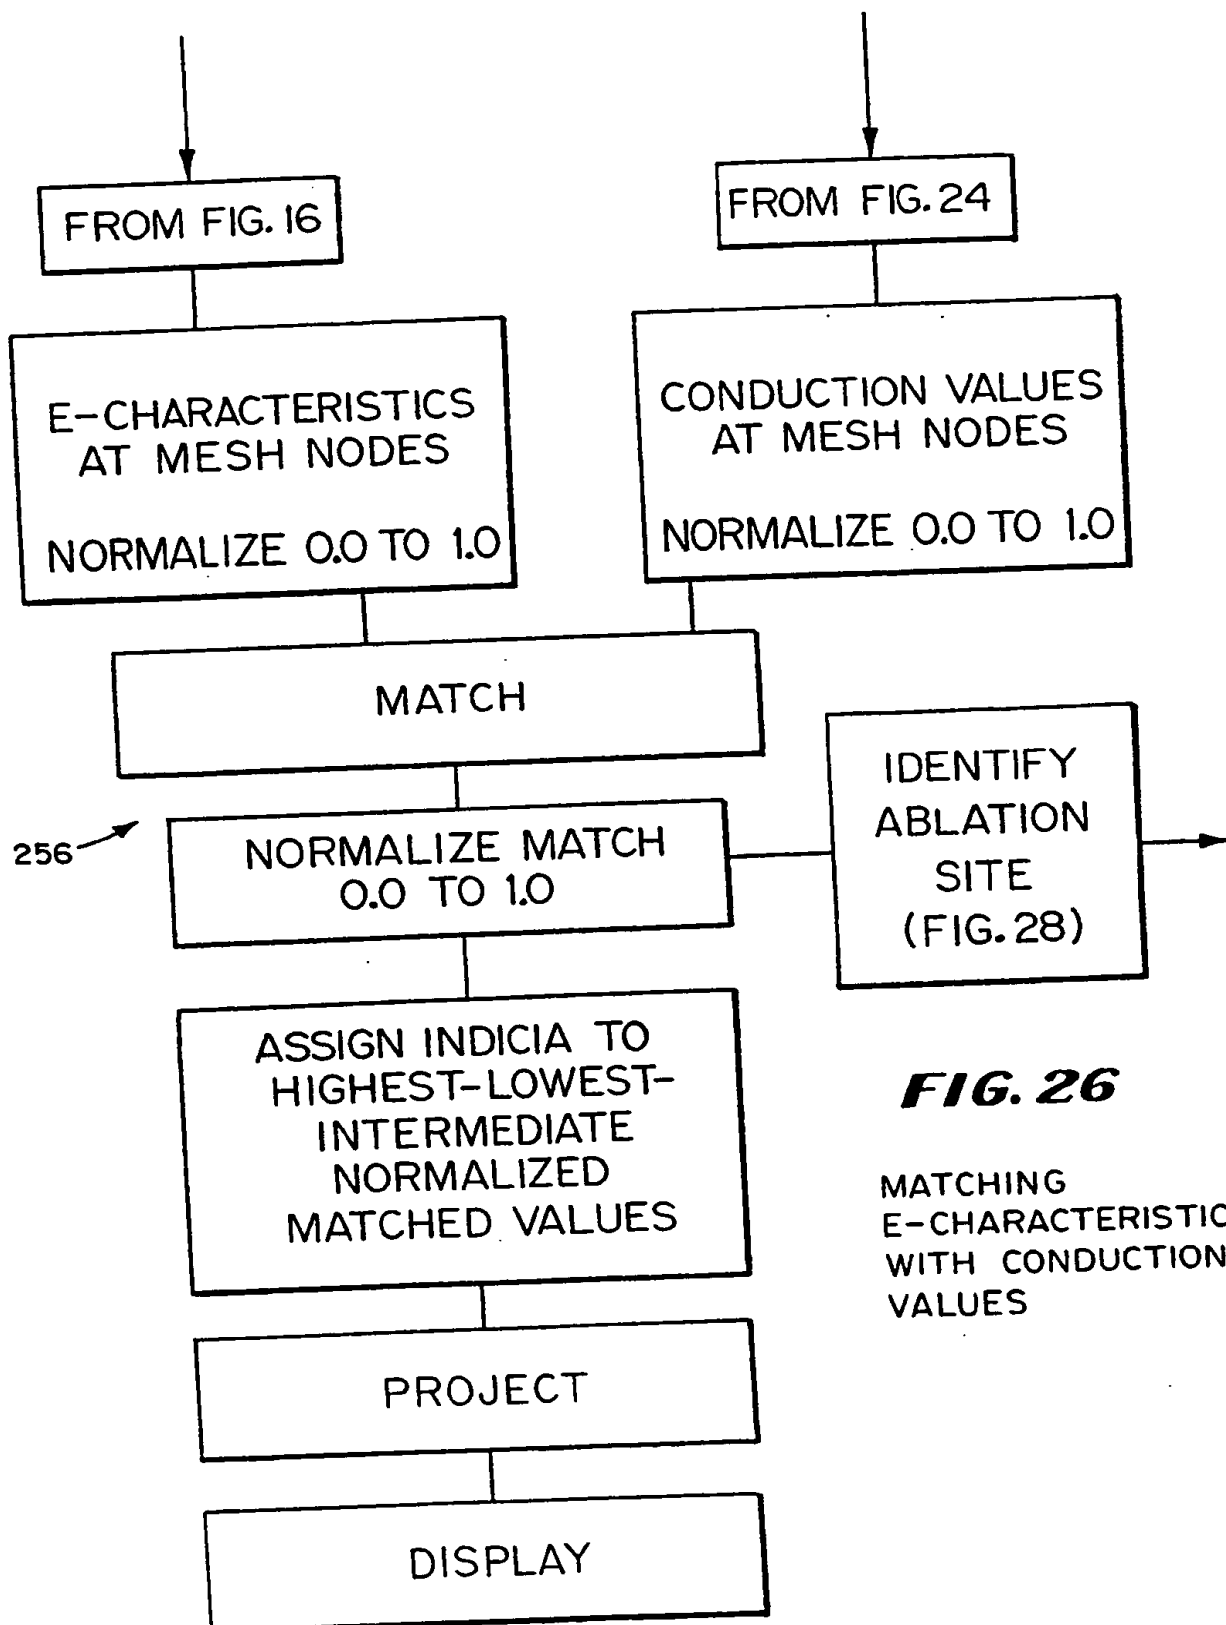 FROM FIG. 16
FROM FIG. 24
E-CHARACTERISTICS
AT MESH NODES
NORMALIZE 0.0 TO 1.0
CONDUCTION VALUES
AT MESH NODES
NORMALIZE 0.0 TO 1.0
MATCH
256
NORMALIZE MATCH
0.0 TO 1.0
IDENTIFY
ABLATION
SITE
(FIG. 28)
ASSIGN INDICIA TO
HIGHEST-LOWEST-
INTERMEDIATE
NORMALIZED
MATCHED VALUES
PROJECT
DISPLAY
FIG. 26
MATCHING
E-CHARACTERISTIC
WITH CONDUCTION
VALUES